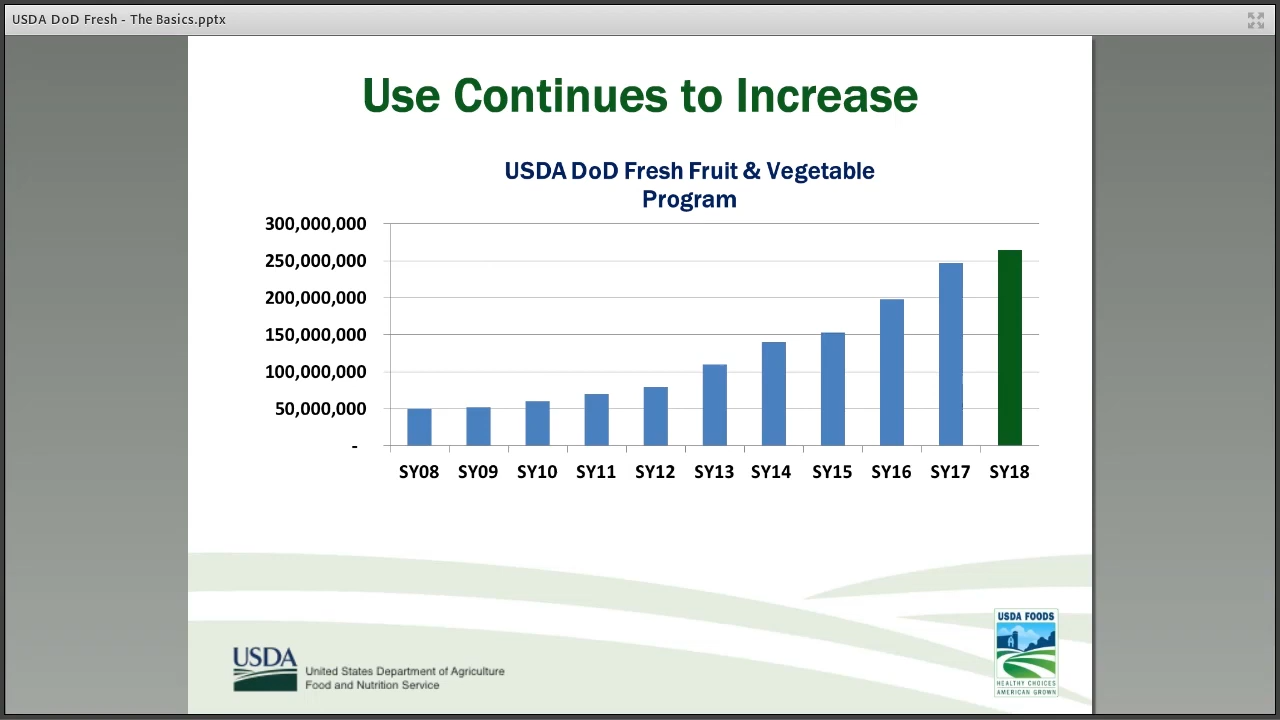 USDA DoD Fresh - The Basics.pptx
Use Continues to Increase
USDA DoD Fresh Fruit & Vegetable
Program
300,000,000
250,000,000
200,000,000
150,000,000
100,000,000
50,000,000
-
SY08 SY09 SY10 SY11 SY12 SY13 SY14 SY15 SY16 SY17 SY18
USDA
United States Department of Agriculture
Food and Nutrition Service
USDA FOODS
HEALTHY CHOICES
AMERICAN GROWN